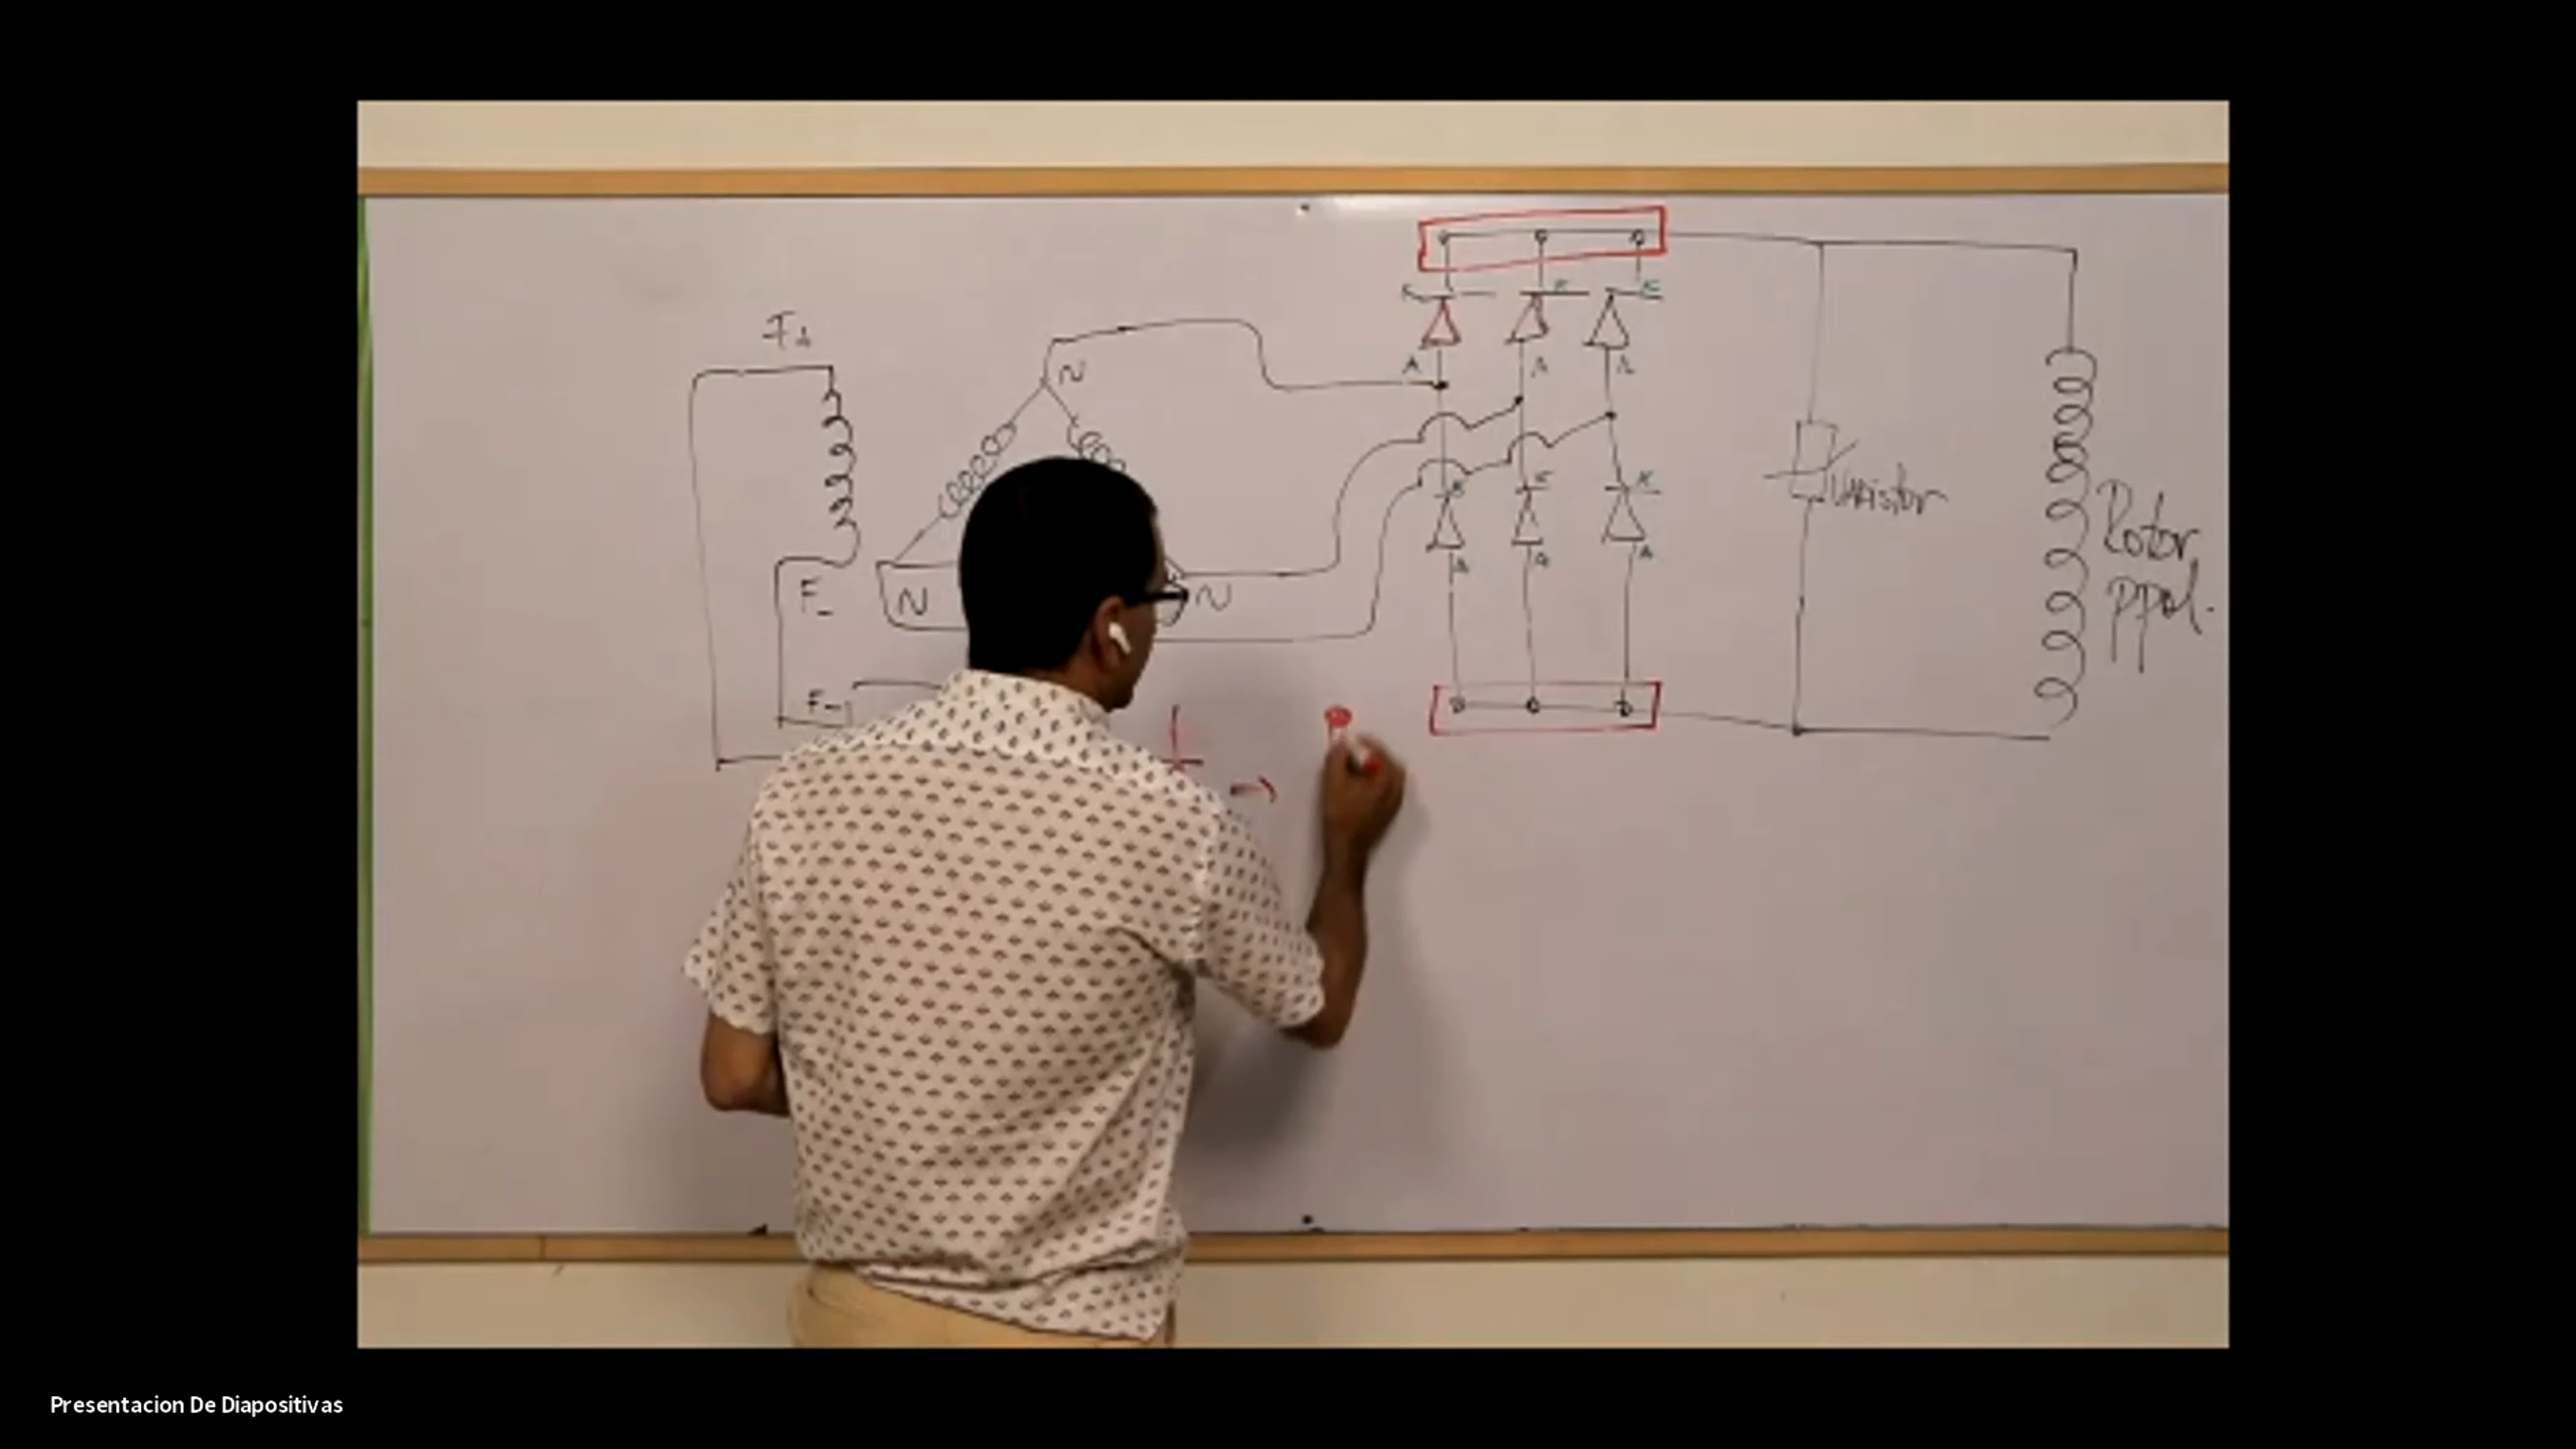 F+
N
K
K
K
A
A
A
F-
N
N
K
K
K
A
A
A
Varistor
Rotor
PPal.
F-
Presentacion De Diapositivas